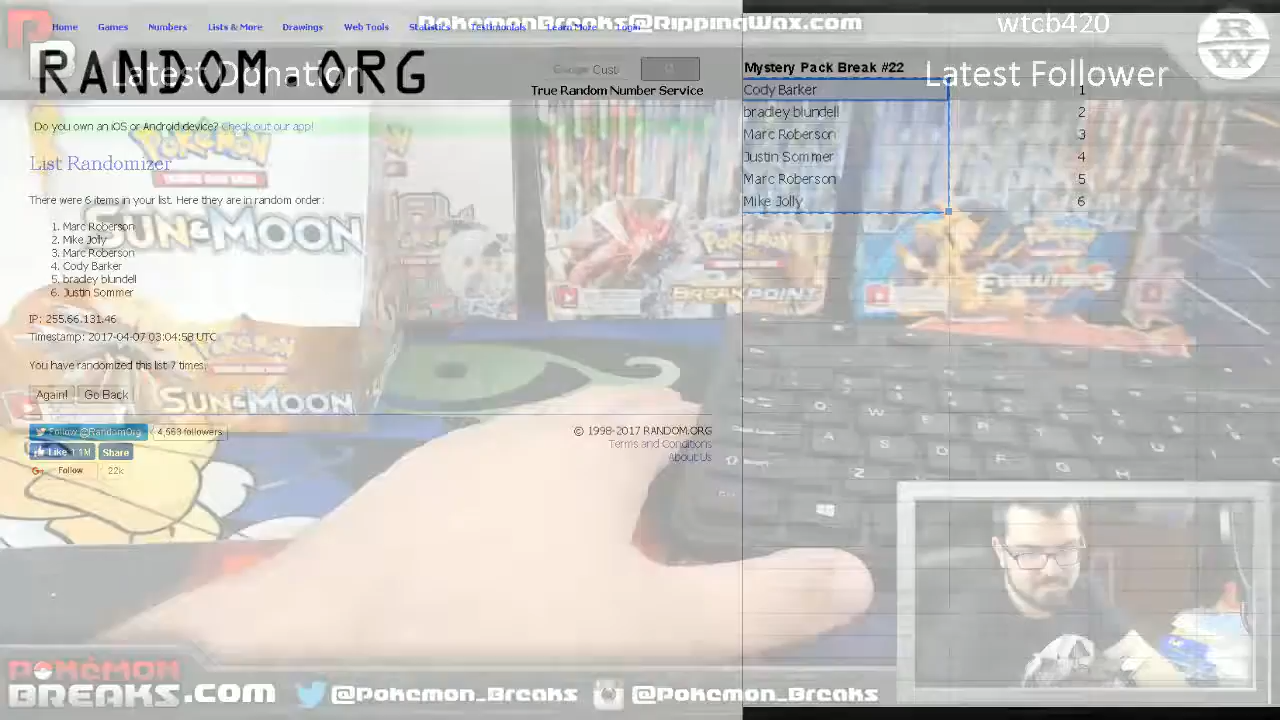 Home Games Numbers Lists & More Drawings Web Tools Statistics Testimonials Learn More Login
PokemonBreaks@RippingWax.com
wtcb420
RW
RANDOM.ORG
Latest Donation
True Random Number Service
Latest Follower
Do you own an iOS or Android device? Check out our app!
List Randomizer
There were 6 items in your list. Here they are in random order:
1. Marc Roberson
2. Mike Jolly
3. Marc Roberson
4. Cody Barker
5. bradley blundell
6. Justin Sommer
IP: 255.66.131.46
Timestamp: 2017-04-07 03:04:58 UTC
You have randomized this list 7 times.
Again! Go Back
Follow @RandomOrg 4,563 followers
Like 1.1M Share
G+ Follow 22k
© 1998-2017 RANDOM.ORG
Terms and Conditions
About Us
Mystery Pack Break #22
Cody Barker 1
bradley blundell 2
Marc Roberson 3
Justin Sommer 4
Marc Roberson 5
Mike Jolly 6
POKéMON
SUN & MOON
POKéMON
BREAKPOINT
EVOLUTIONS
POKéMON
SUN & MOON
POKéMON
BREAKS.COM
@Pokemon_Breaks
@Pokemon_Breaks